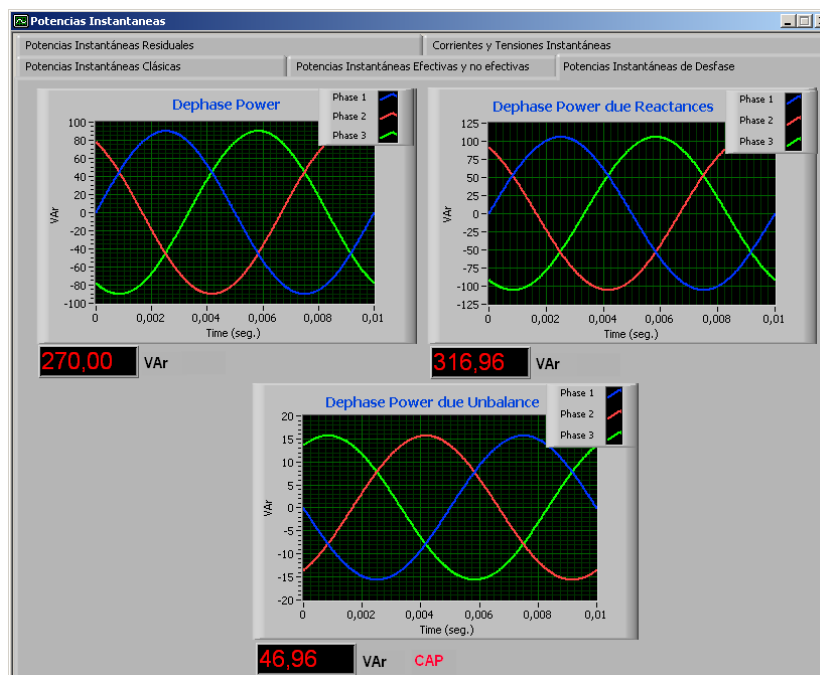 Potencias Instantaneas
Potencias Instantáneas Residuales
Corrientes y Tensiones Instantáneas
Potencias Instantáneas Clásicas
Potencias Instantáneas Efectivas y no efectivas
Potencias Instantáneas de Desfase
Dephase Power
Phase 1
Phase 2
Phase 3
VAr
100
80
60
40
20
0
-20
-40
-60
-80
-100
0 0,002 0,004 0,006 0,008 0,01
Time (seg.)
270,00 VAr
Dephase Power due Reactances
Phase 1
Phase 2
Phase 3
VAr
125
100
75
50
25
0
-25
-50
-75
-100
-125
0 0,002 0,004 0,006 0,008 0,01
Time (seg.)
316,96 VAr
Dephase Power due Unbalance
Phase 1
Phase 2
Phase 3
VAr
20
15
10
5
0
-5
-10
-15
-20
0 0,002 0,004 0,006 0,008 0,01
Time (seg.)
46,96 VAr CAP